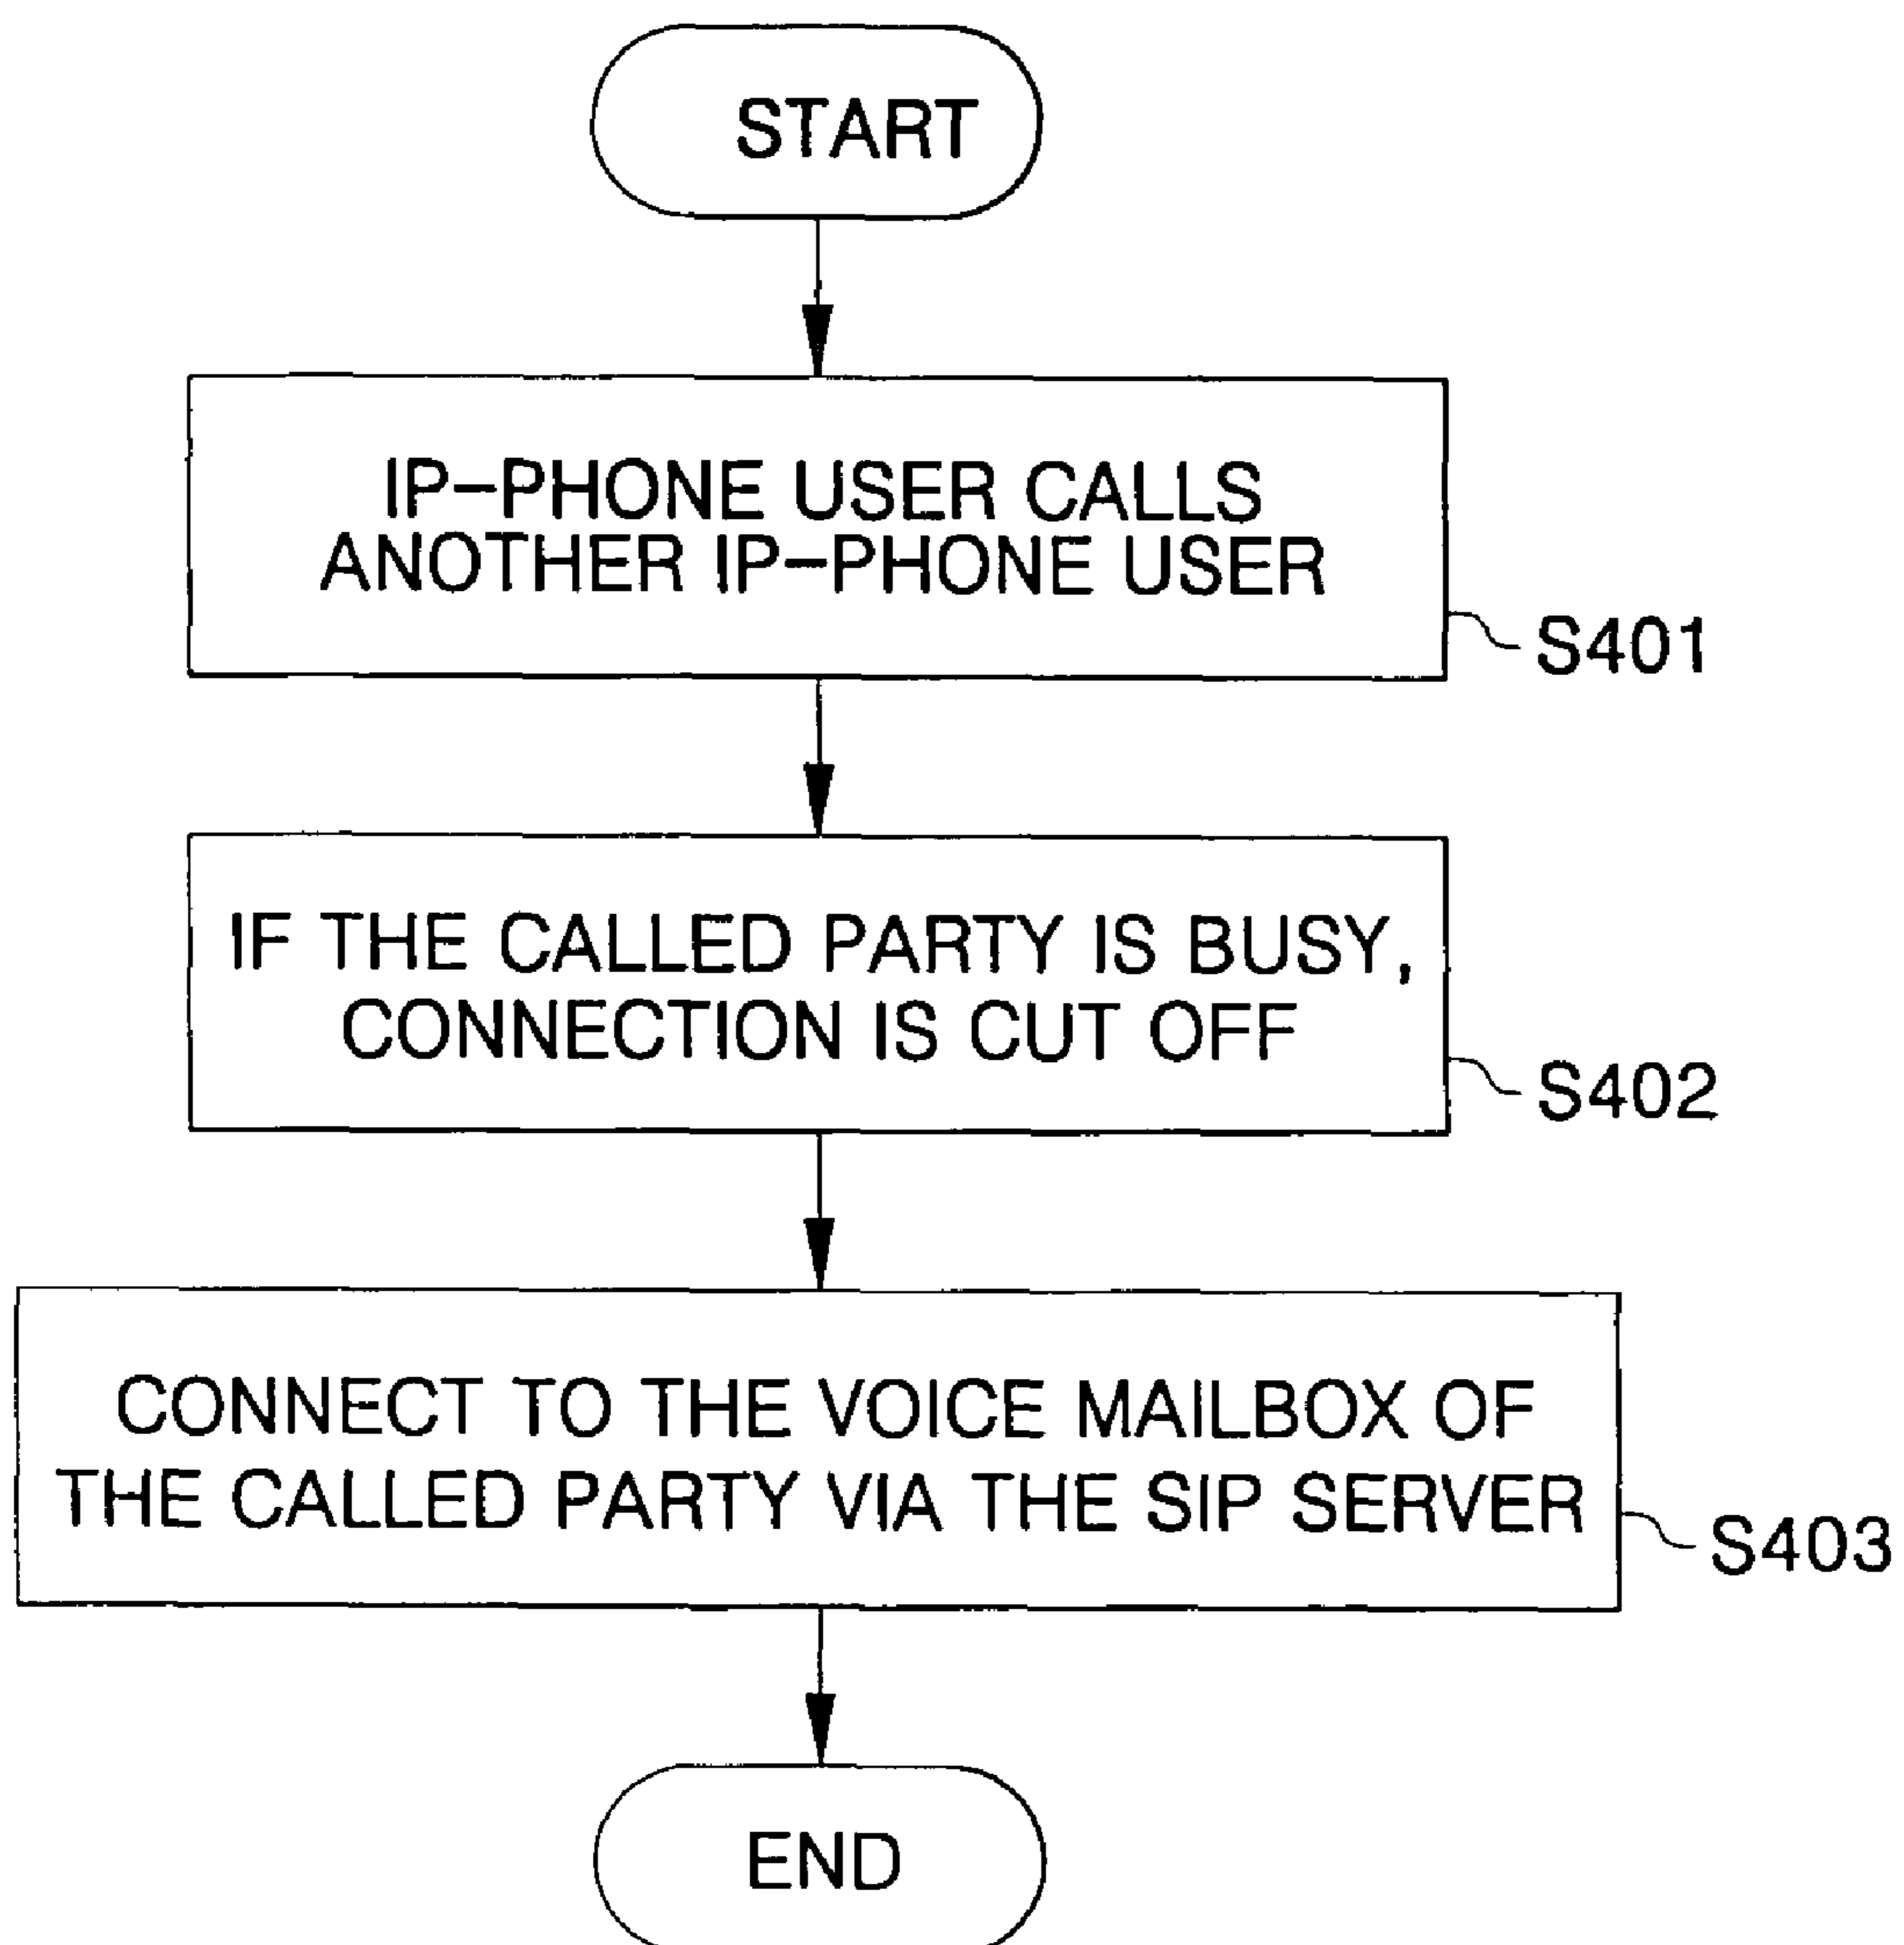 START
IP-PHONE USER CALLS
ANOTHER IP-PHONE USER
S401
IF THE CALLED PARTY IS BUSY,
CONNECTION IS CUT OFF
S402
CONNECT TO THE VOICE MAILBOX OF
THE CALLED PARTY VIA THE SIP SERVER
S403
END